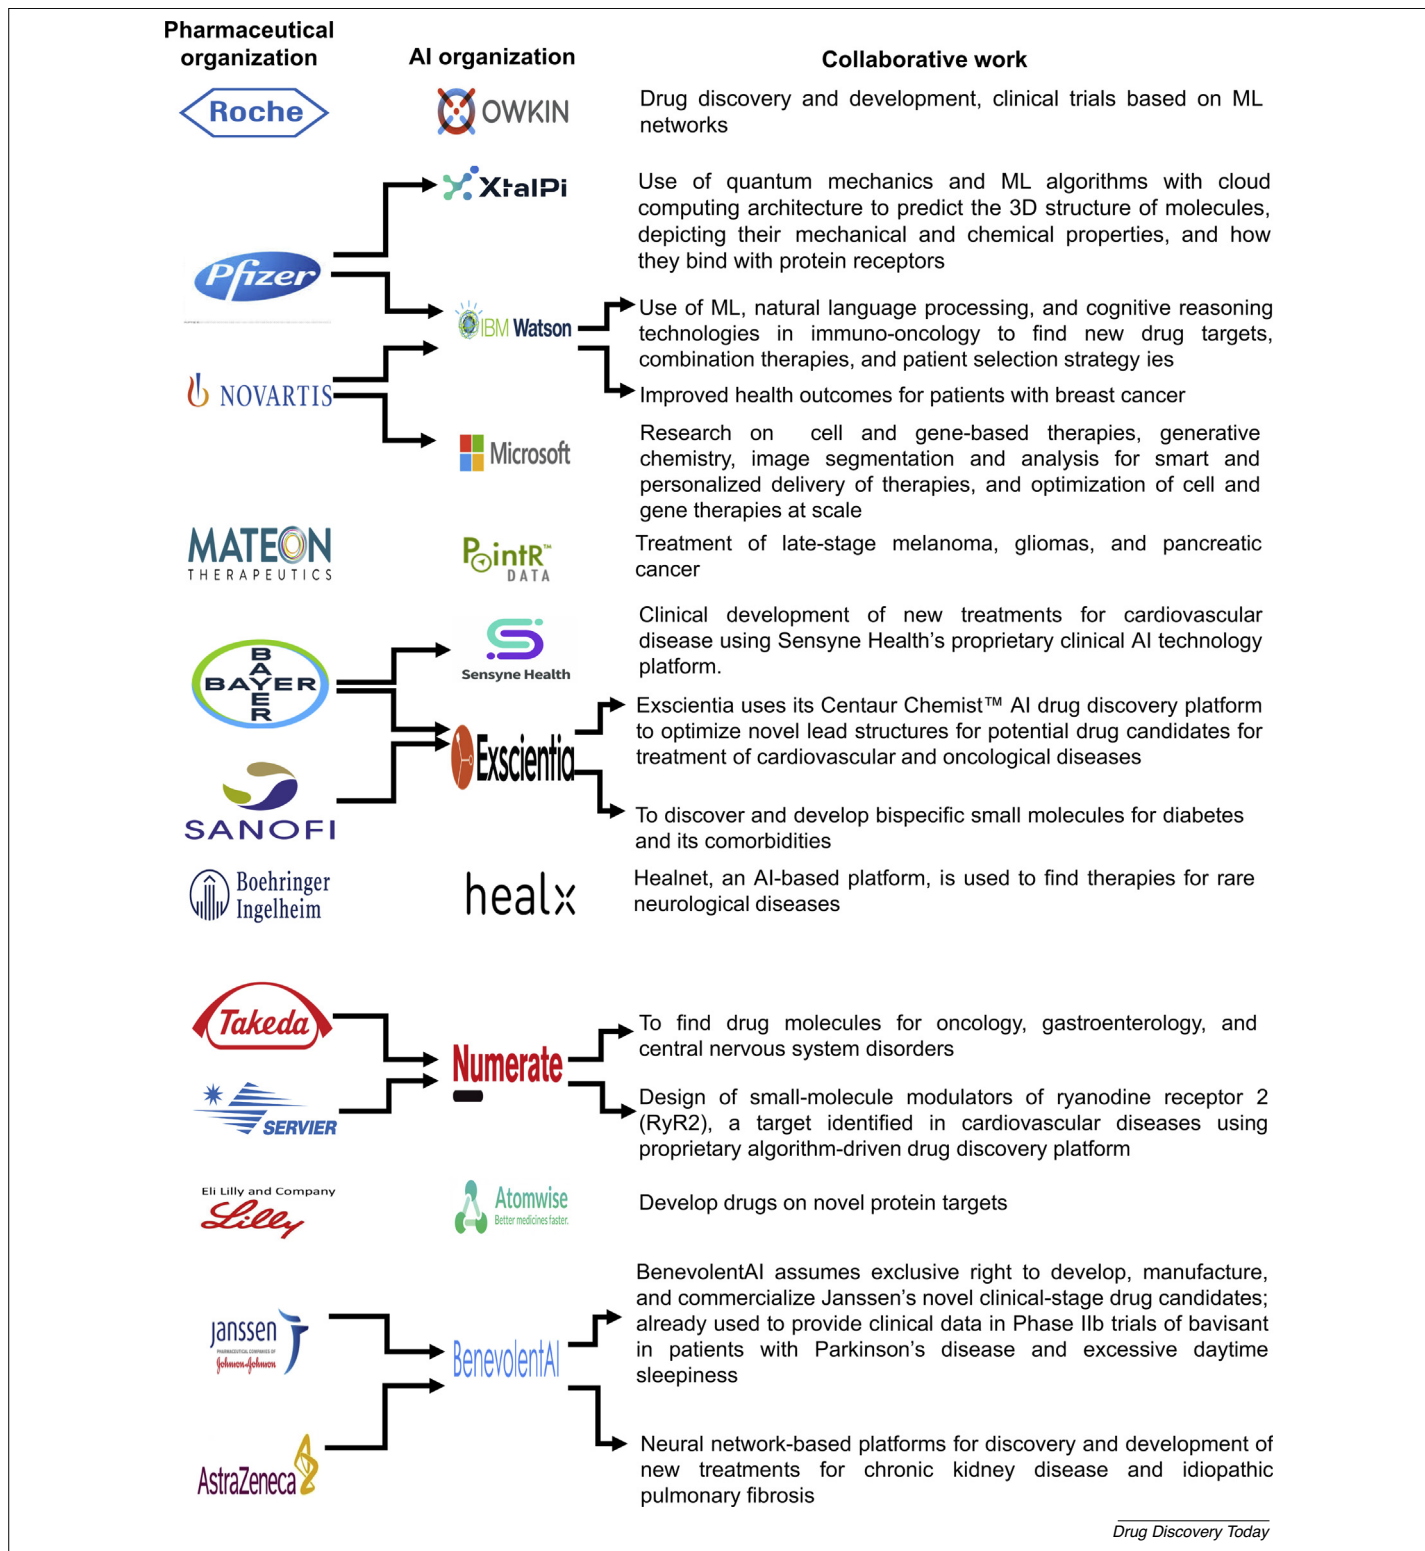 Pharmaceutical
organization
AI organization
Collaborative work
Roche
OWKIN
Drug discovery and development, clinical trials based on ML
networks
XtalPi
Use of quantum mechanics and ML algorithms with cloud
computing architecture to predict the 3D structure of molecules,
depicting their mechanical and chemical properties, and how
they bind with protein receptors
Pfizer
IBM Watson
Use of ML, natural language processing, and cognitive reasoning
technologies in immuno-oncology to find new drug targets,
combination therapies, and patient selection strategy ies
Improved health outcomes for patients with breast cancer
NOVARTIS
Microsoft
Research on cell and gene-based therapies, generative
chemistry, image segmentation and analysis for smart and
personalized delivery of therapies, and optimization of cell and
gene therapies at scale
MATEON
THERAPEUTICS
PointR™
DATA
Treatment of late-stage melanoma, gliomas, and pancreatic
cancer
BAYER
BAYER
Sensyne Health
Clinical development of new treatments for cardiovascular
disease using Sensyne Health's proprietary clinical AI technology
platform.
Exscientia
Exscientia uses its Centaur Chemist™ AI drug discovery platform
to optimize novel lead structures for potential drug candidates for
treatment of cardiovascular and oncological diseases
SANOFI
To discover and develop bispecific small molecules for diabetes
and its comorbidities
Boehringer
Ingelheim
healx
Healnet, an AI-based platform, is used to find therapies for rare
neurological diseases
Takeda
Numerate
To find drug molecules for oncology, gastroenterology, and
central nervous system disorders
SERVIER
Design of small-molecule modulators of ryanodine receptor 2
(RyR2), a target identified in cardiovascular diseases using
proprietary algorithm-driven drug discovery platform
Eli Lilly and Company
Lilly
Atomwise
Better medicines faster.
Develop drugs on novel protein targets
janssen
PHARMACEUTICAL COMPANIES OF
Johnson-Johnson
BenevolentAI
BenevolentAI assumes exclusive right to develop, manufacture,
and commercialize Janssen's novel clinical-stage drug candidates;
already used to provide clinical data in Phase IIb trials of bavisant
in patients with Parkinson's disease and excessive daytime
sleepiness
AstraZeneca
Neural network-based platforms for discovery and development of
new treatments for chronic kidney disease and idiopathic
pulmonary fibrosis
Drug Discovery Today